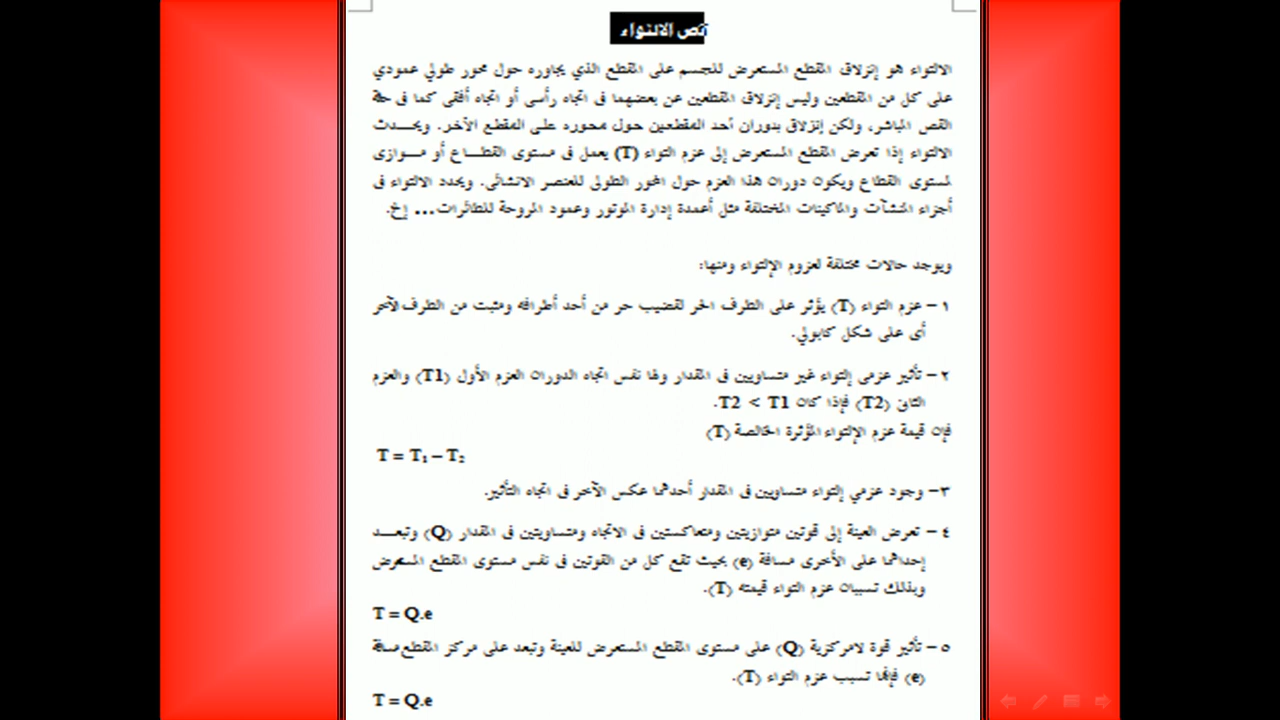 قص الالتواء
الالتواء هو إنزلاق المقطع المستعرض للجسم على المقطع الذي يجاوره حول محور طولي عمودي
على كل من المقطعين وليس إنزلاق المقطعين عن بعضهما فى اتجاه رأسى أو اتجاه أفقى كما فى حالة
القص المباشر، ولكن إنزلاق بدوران أحد المقطعين حول محوره على المقطع الآخر. ويحـــدث
الالتواء إذا تعرض المقطع المستعرض إلى عزم التواء (T) يعمل فى مستوى القطـــاع أو مـــوازى
لمستوى القطاع ويكون دوران هذا العزم حول المحور الطولى للعنصر الانشائى. ويحدد الالتواء فى
أجزاء المنشآت والماكينات المختلفة مثل أعمدة إدارة الموتور وعمود المروحة للطائرات... إلخ.
ويوجد حالات مختلفة لعزوم الإلتواء ومنها:
١ – عزم التواء (T) يؤثر على الطرف الحر لقضيب حر من أحد أطرافه ومثبت من الطرف الآخر
أى على شكل كابولي.
٢ – تأثير عزمى إلتواء غير متساويين فى المقدار ولها نفس اتجاه الدوران العزم الأول (T1) والعزم
الثانى (T2) فإذا كان T2 < T1.
فإن قيمة عزم الإلتواء المؤثرة الخالصة (T)
T = T₁ – T₂
٣– وجود عزمي إلتواء متساويين فى المقدار أحدهما عكس الآخر فى اتجاه التأثير.
٤ – تعرض العينة إلى قوتين متوازيتين ومتعاكستين فى الاتجاه ومتساويتين فى المقدار (Q) وتبعـــد
إحداهما على الأخرى مسافة (e) بحيث تقع كل من القوتين فى نفس مستوى المقطع المستعرض
وبذلك تسببان عزم التواء قيمته (T).
T = Q.e
٥ – تأثير قوة لامركزية (Q) على مستوى المقطع المستعرض للعينة وتبعد على مركز المقطع مسافة
(e) فإنها تسبب عزم التواء (T).
T = Q.e